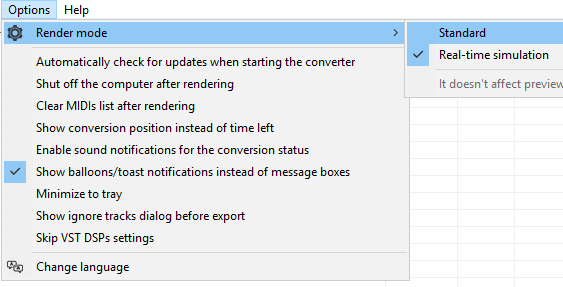 Options Help
Render mode
Standard
Real-time simulation
It doesn't affect preview
Automatically check for updates when starting the converter
Shut off the computer after rendering
Clear MIDIs list after rendering
Show conversion position instead of time left
Enable sound notifications for the conversion status
Show balloons/toast notifications instead of message boxes
Minimize to tray
Show ignore tracks dialog before export
Skip VST DSPs settings
Change language